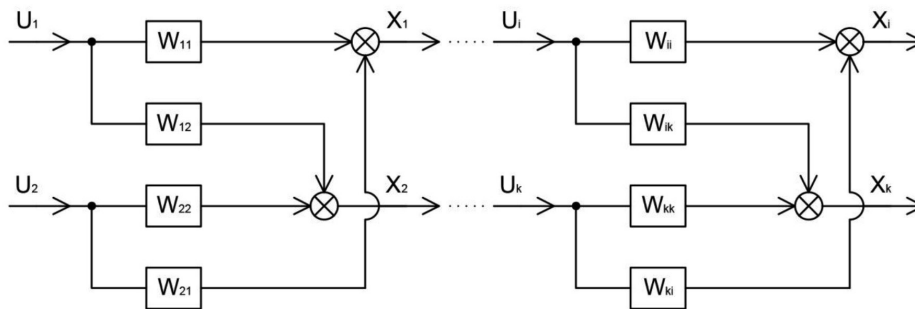 U₁ X₁ Uᵢ Xᵢ
W₁₁ Wᵢᵢ
W₁₂ Wᵢₖ
U₂ X₂ Uₖ Xₖ
W₂₂ Wₖₖ
W₂₁ Wₖᵢ